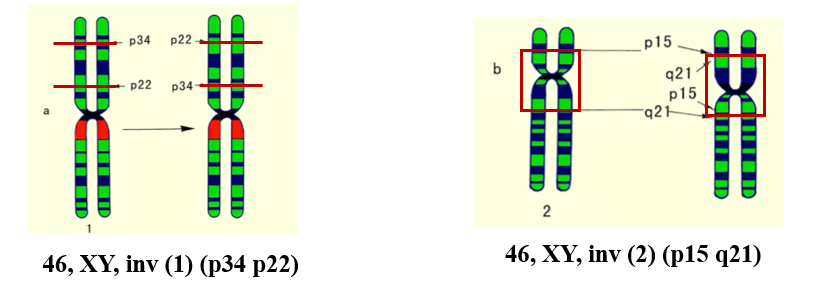 a
p34
p22
p22
p34
1
46, XY, inv (1) (p34 p22)
b
p15
q21
p15
q21
2
46, XY, inv (2) (p15 q21)